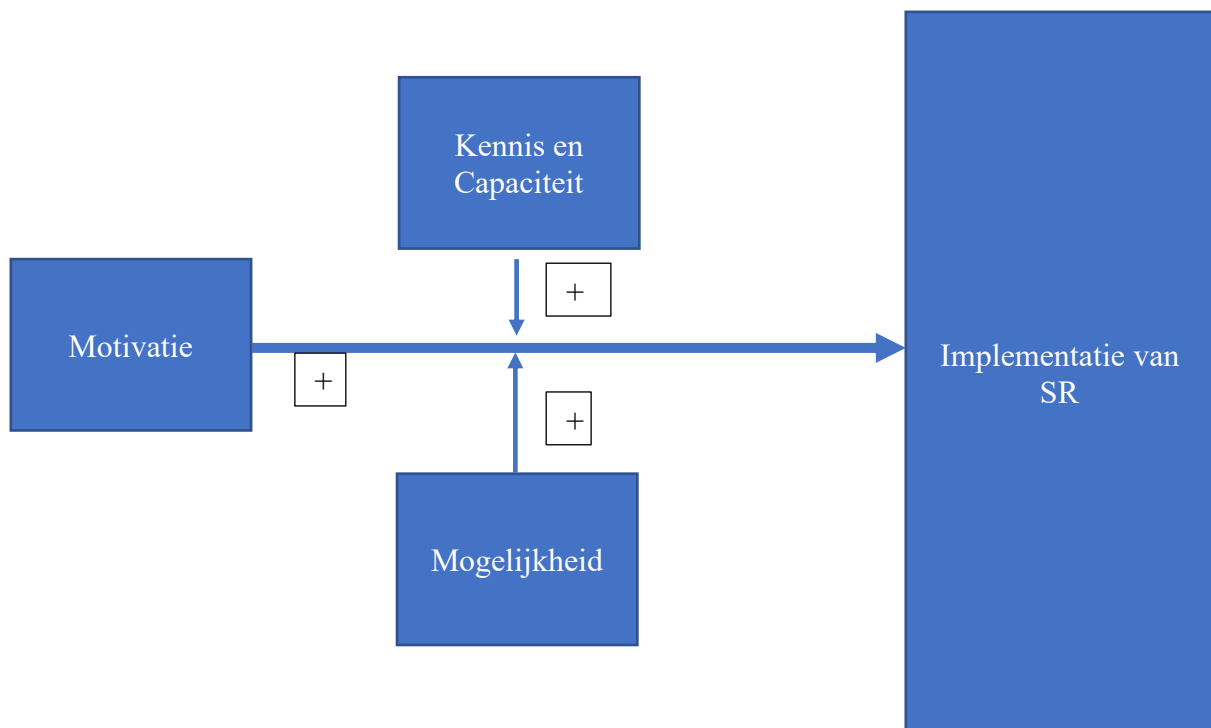 Kennis en
Capaciteit
+
Motivatie
+
Implementatie van
SR
+
Mogelijkheid